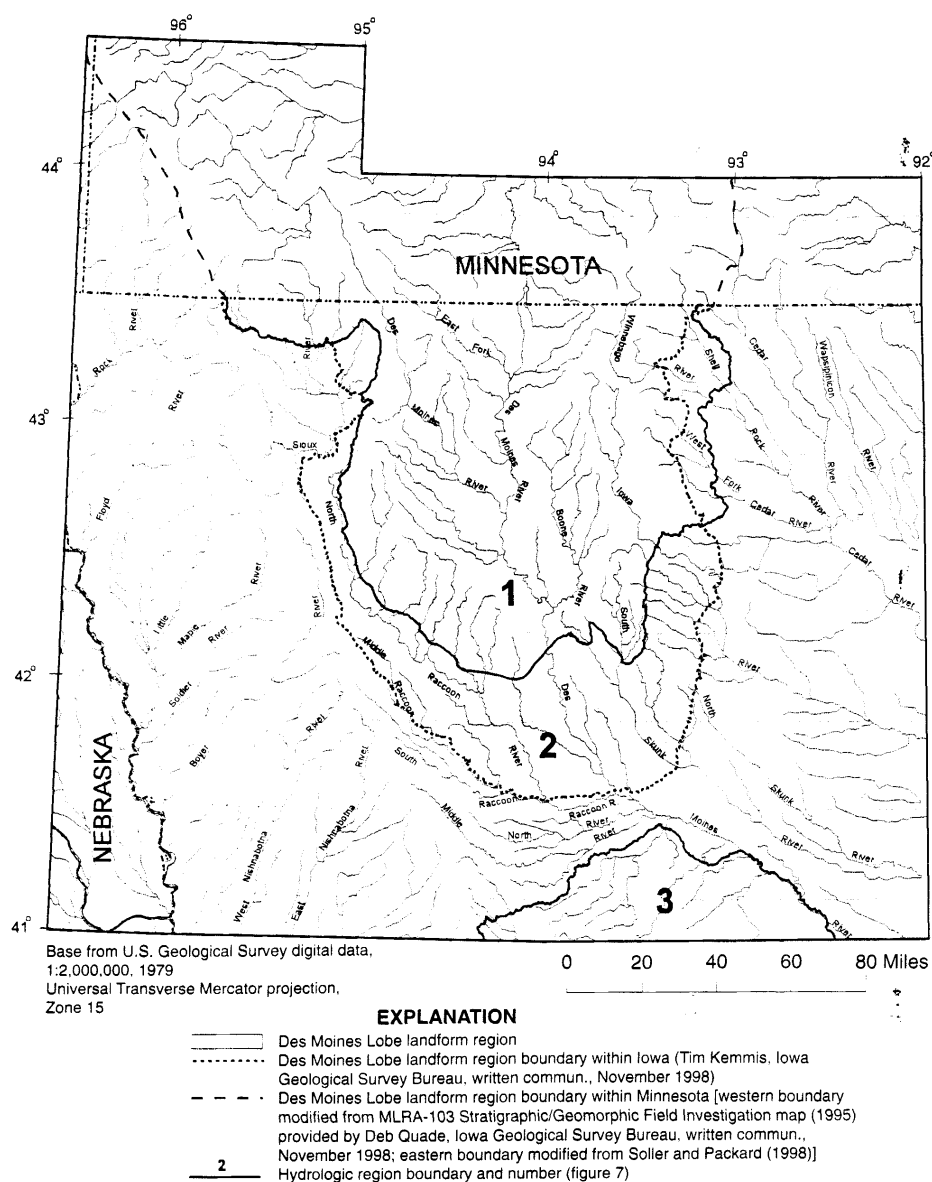 96°
95°
44°
94°
93°
92°
MINNESOTA
River
Rock
River
River
Des
East
Fork
Winnebago
River
Shell
Cedar
Wapsipinicon
43°
Moines
Des
Moines
River
West
Rock
River
Sioux
River
Fork
Cedar
River
River
Floyd
North
River
Boone
Iowa
Cedar
River
River
River
1
River
South
Little
Maple
River
42°
Middle
Raccoon
Raccoon
Des
River
North
Soldier
Boyer
River
River
South
River
2
Skunk
Skunk
NEBRASKA
Nishnabotna
Nishnabotna
Middle
Raccoon
Raccoon R.
River
North
River
Moines
River
River
West
East
3
River
41°
Base from U.S. Geological Survey digital data,
1:2,000,000, 1979
Universal Transverse Mercator projection,
Zone 15
0 20 40 60 80 Miles
EXPLANATION
Des Moines Lobe landform region
Des Moines Lobe landform region boundary within Iowa (Tim Kemmis, Iowa
Geological Survey Bureau, written commun., November 1998)
Des Moines Lobe landform region boundary within Minnesota [western boundary
modified from MLRA-103 Stratigraphic/Geomorphic Field Investigation map (1995)
provided by Deb Quade, Iowa Geological Survey Bureau, written commun.,
November 1998; eastern boundary modified from Soller and Packard (1998)]
2
Hydrologic region boundary and number (figure 7)